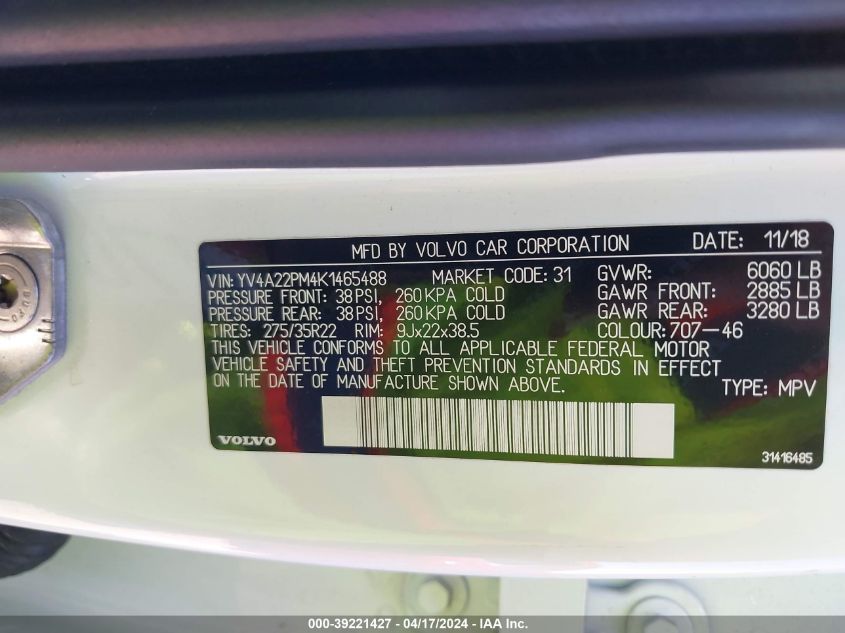 MFD BY VOLVO CAR CORPORATION DATE: 11/18
VIN: YV4A22PM4K1465488 MARKET CODE: 31 GVWR: 6060 LB
PRESSURE FRONT: 38PSI, 260KPA COLD GAWR FRONT: 2885 LB
PRESSURE REAR: 38PSI, 260KPA COLD GAWR REAR: 3280 LB
TIRES: 275/35R22 RIM: 9Jx22x38.5 COLOUR:707-46
THIS VEHICLE CONFORMS TO ALL APPLICABLE FEDERAL MOTOR
VEHICLE SAFETY AND THEFT PREVENTION STANDARDS IN EFFECT
ON THE DATE OF MANUFACTURE SHOWN ABOVE. TYPE: MPV
VOLVO
31416485
000-39221427 - 04/17/2024 - IAA Inc.